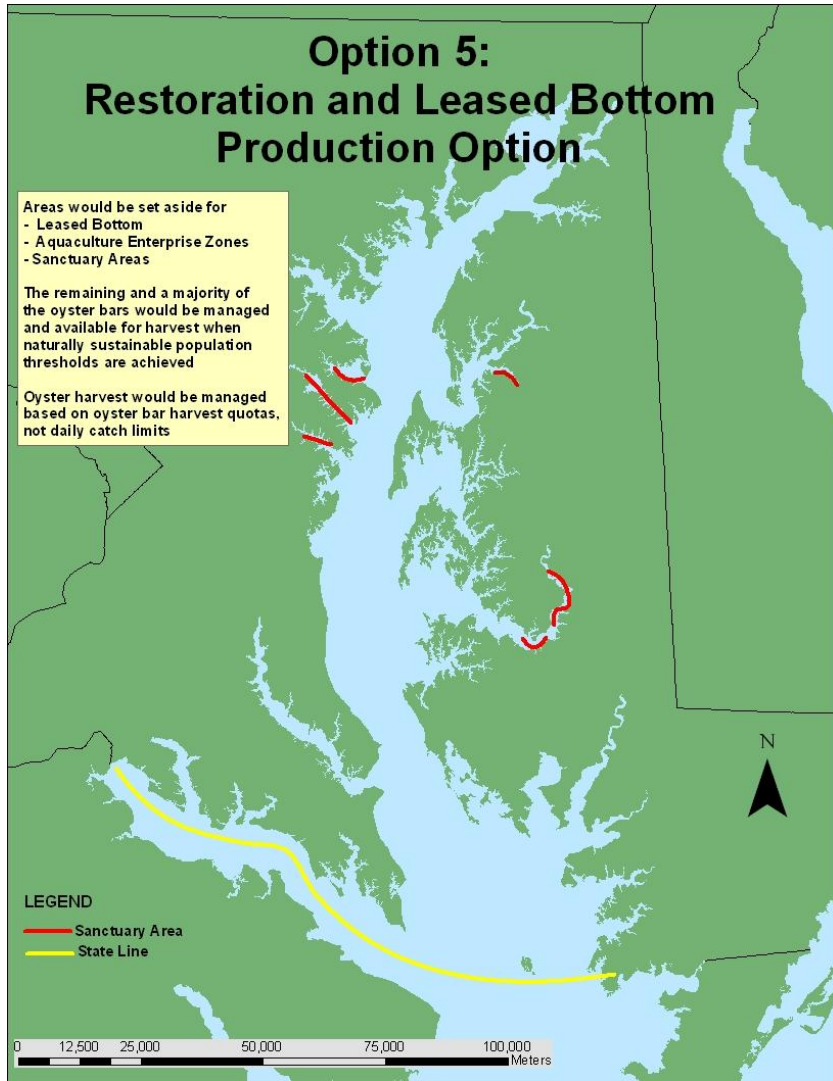 Option 5:
Restoration and Leased Bottom
Production Option
Areas would be set aside for
- Leased Bottom
- Aquaculture Enterprise Zones
- Sanctuary Areas
The remaining and a majority of
the oyster bars would be managed
and available for harvest when
naturally sustainable population
thresholds are achieved
Oyster harvest would be managed
based on oyster bar harvest quotas,
not daily catch limits
N
LEGEND
Sanctuary Area
State Line
0 12,500 25,000 50,000 75,000 100,000
Meters